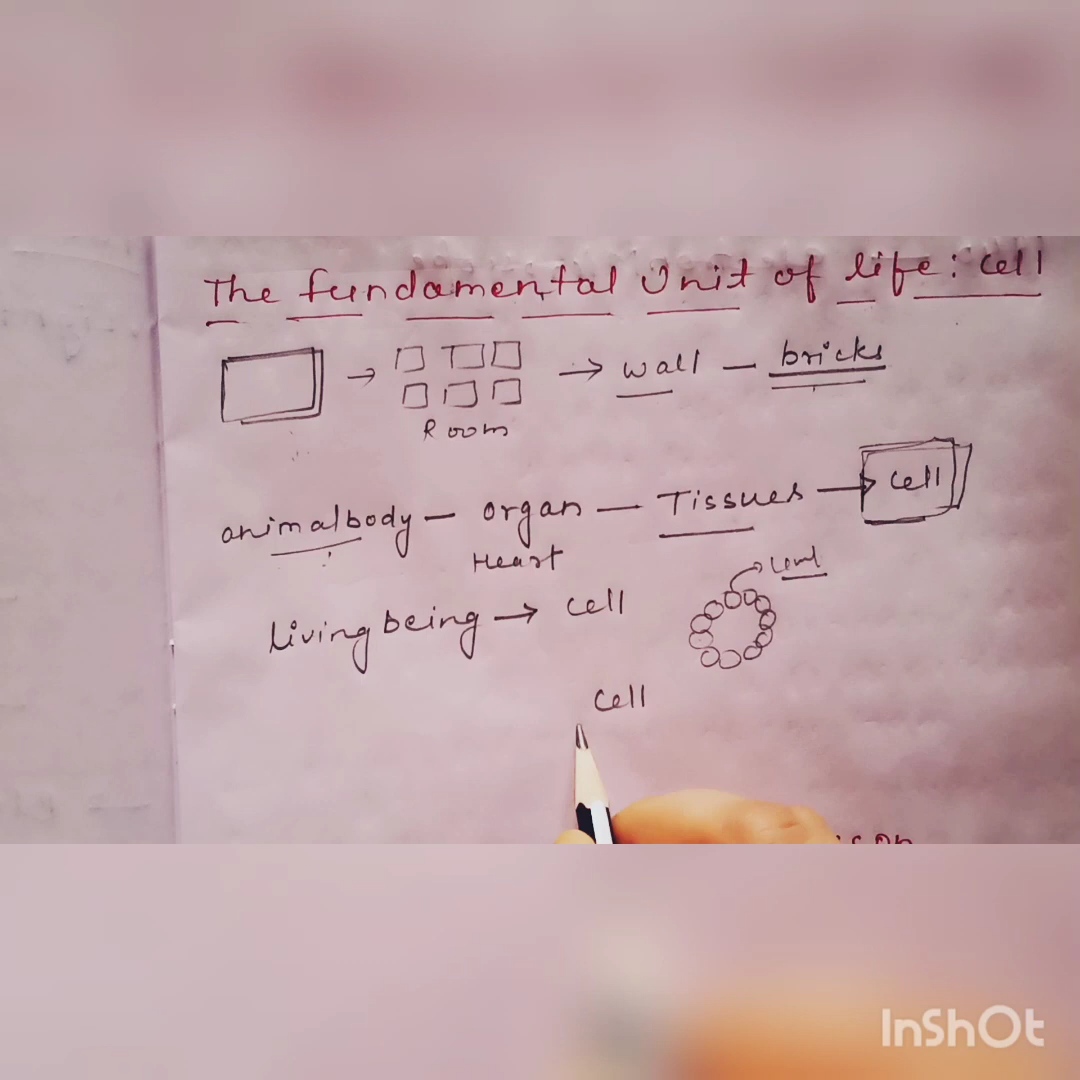 The fundamental Unit of life: cell
→ → wall — bricks
Room
animalbody — organ — Tissues → cell
Heart
Living being → cell
cell
InShOt